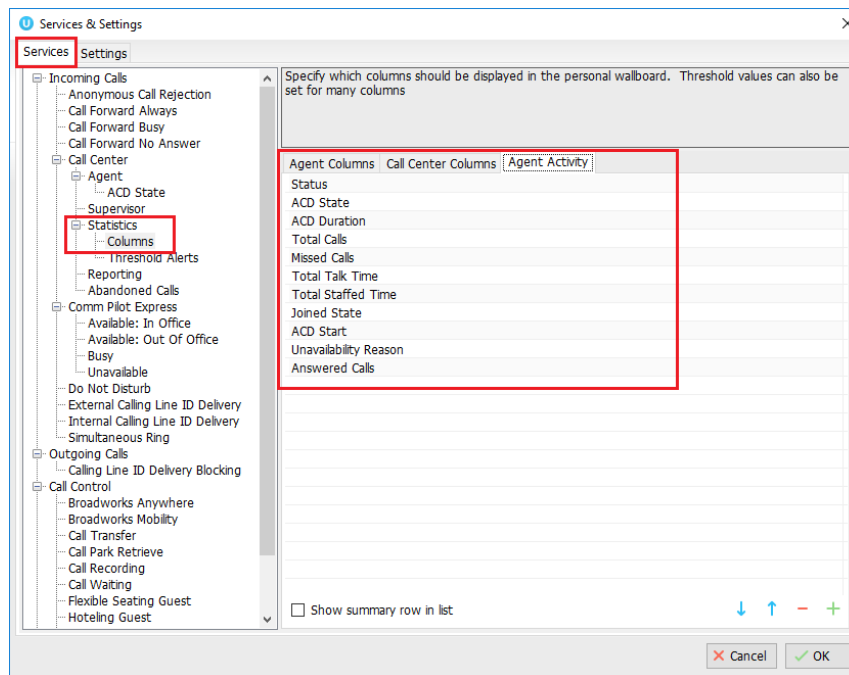 Services & Settings
Services Settings
Incoming Calls
Anonymous Call Rejection
Call Forward Always
Call Forward Busy
Call Forward No Answer
Call Center
Agent
ACD State
Supervisor
Statistics
Columns
Threshold Alerts
Reporting
Abandoned Calls
Comm Pilot Express
Available: In Office
Available: Out Of Office
Busy
Unavailable
Do Not Disturb
External Calling Line ID Delivery
Internal Calling Line ID Delivery
Simultaneous Ring
Outgoing Calls
Calling Line ID Delivery Blocking
Call Control
Broadworks Anywhere
Broadworks Mobility
Call Transfer
Call Park Retrieve
Call Recording
Call Waiting
Flexible Seating Guest
Hoteling Guest
Specify which columns should be displayed in the personal wallboard. Threshold values can also be
set for many columns
Agent Columns Call Center Columns Agent Activity
Status
ACD State
ACD Duration
Total Calls
Missed Calls
Total Talk Time
Total Staffed Time
Joined State
ACD Start
Unavailability Reason
Answered Calls
Show summary row in list
Cancel OK